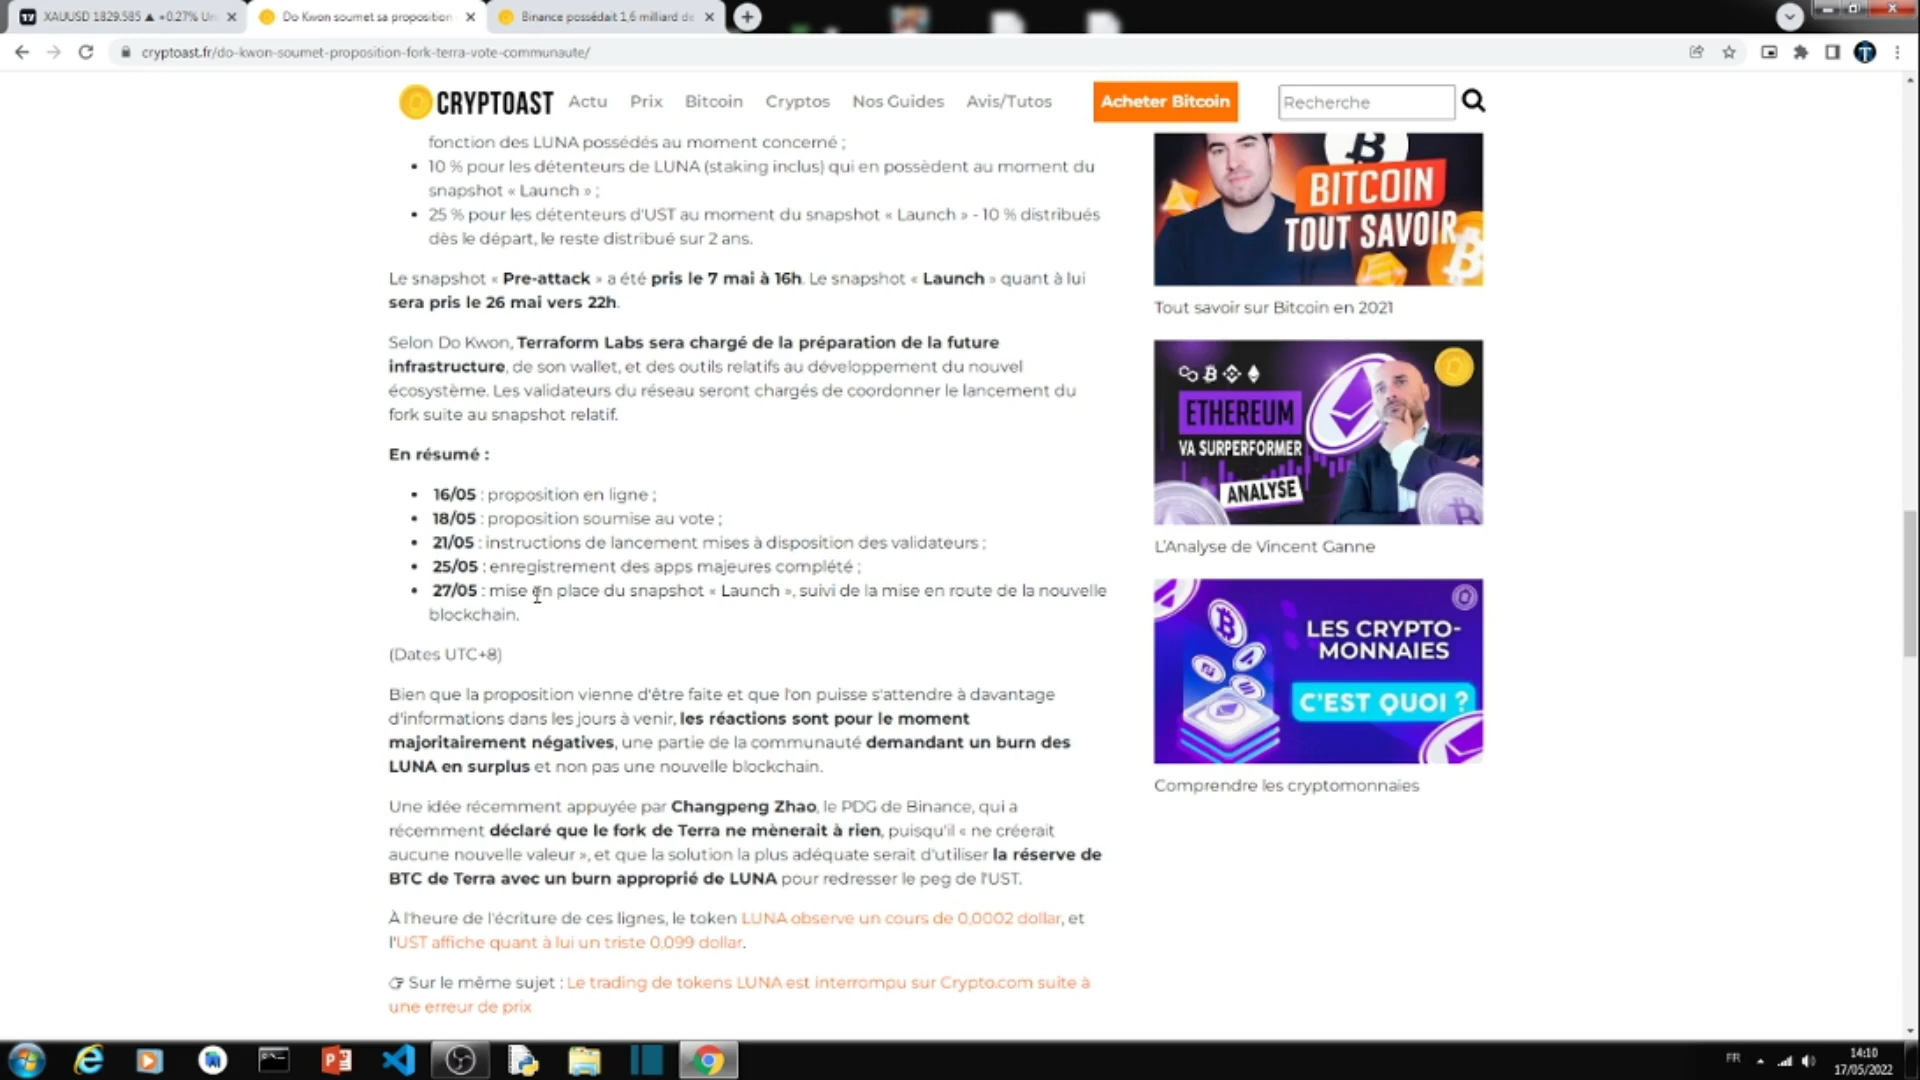 XAUUSD 1829.585 ▲ +0.27% Un
Do Kwon soumet sa proposition
Binance possédait 1,6 milliard de
cryptoast.fr/do-kwon-soumet-proposition-fork-terra-vote-communaute/
CRYPTOAST
Actu
Prix
Bitcoin
Cryptos
Nos Guides
Avis/Tutos
Acheter Bitcoin
Recherche
fonction des LUNA possédés au moment concerné ;
• 10 % pour les détenteurs de LUNA (staking inclus) qui en possèdent au moment du
snapshot « Launch » ;
• 25 % pour les détenteurs d'UST au moment du snapshot « Launch » - 10 % distribués
dès le départ, le reste distribué sur 2 ans.
Le snapshot « Pre-attack » a été pris le 7 mai à 16h. Le snapshot « Launch » quant à lui
sera pris le 26 mai vers 22h.
Selon Do Kwon, Terraform Labs sera chargé de la préparation de la future
infrastructure, de son wallet, et des outils relatifs au développement du nouvel
écosystème. Les validateurs du réseau seront chargés de coordonner le lancement du
fork suite au snapshot relatif.
En résumé :
• 16/05 : proposition en ligne ;
• 18/05 : proposition soumise au vote ;
• 21/05 : instructions de lancement mises à disposition des validateurs ;
• 25/05 : enregistrement des apps majeures complété ;
• 27/05 : mise en place du snapshot « Launch », suivi de la mise en route de la nouvelle
blockchain.
(Dates UTC+8)
Bien que la proposition vienne d'être faite et que l'on puisse s'attendre à davantage
d'informations dans les jours à venir, les réactions sont pour le moment
majoritairement négatives, une partie de la communauté demandant un burn des
LUNA en surplus et non pas une nouvelle blockchain.
Une idée récemment appuyée par Changpeng Zhao, le PDG de Binance, qui a
récemment déclaré que le fork de Terra ne mènerait à rien, puisqu'il « ne créerait
aucune nouvelle valeur », et que la solution la plus adéquate serait d'utiliser la réserve de
BTC de Terra avec un burn approprié de LUNA pour redresser le peg de l'UST.
À l'heure de l'écriture de ces lignes, le token LUNA observe un cours de 0,0002 dollar, et
l'UST affiche quant à lui un triste 0,099 dollar.
👉 Sur le même sujet : Le trading de tokens LUNA est interrompu sur Crypto.com suite à
une erreur de prix
BITCOIN
TOUT SAVOIR
Tout savoir sur Bitcoin en 2021
ETHEREUM
VA SURPERFORMER
ANALYSE
L'Analyse de Vincent Ganne
LES CRYPTO-
MONNAIES
C'EST QUOI ?
Comprendre les cryptomonnaies
FR
14:10
17/05/2022